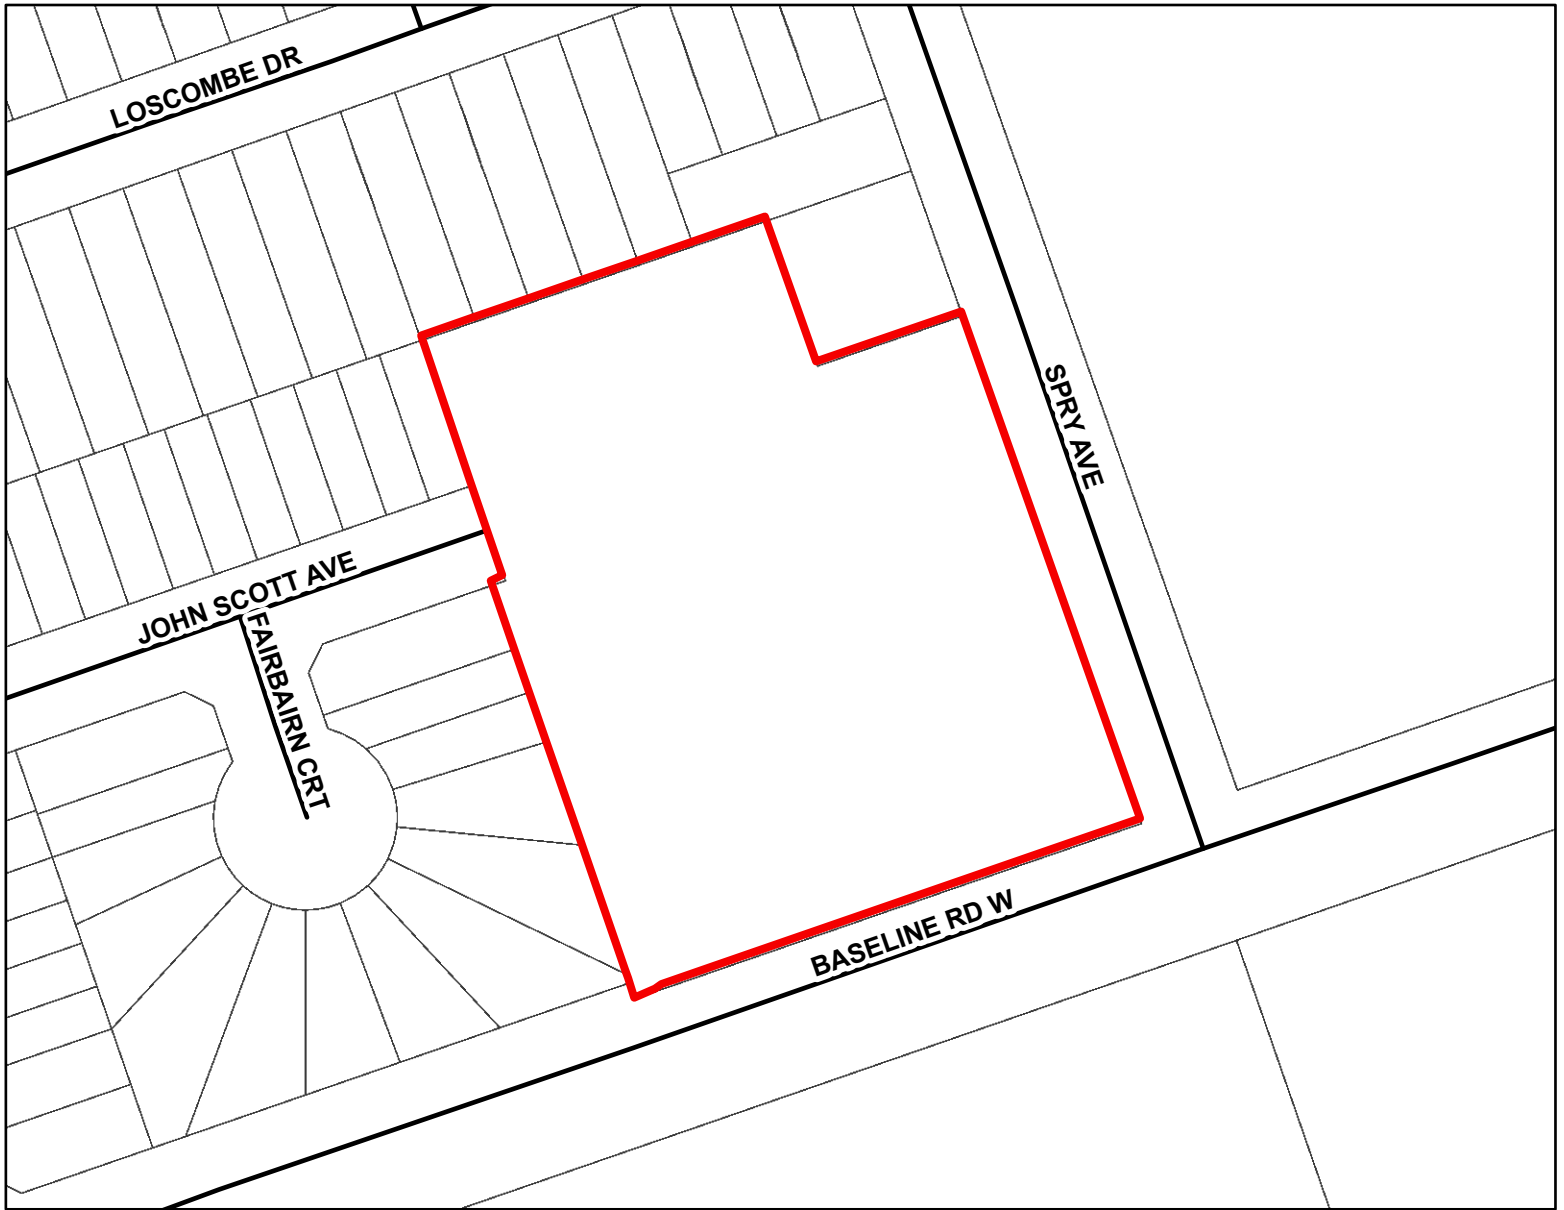 LOSCOMBE DR
SPRY AVE
JOHN SCOTT AVE
FAIRBAIRN CRT
BASELINE RD W